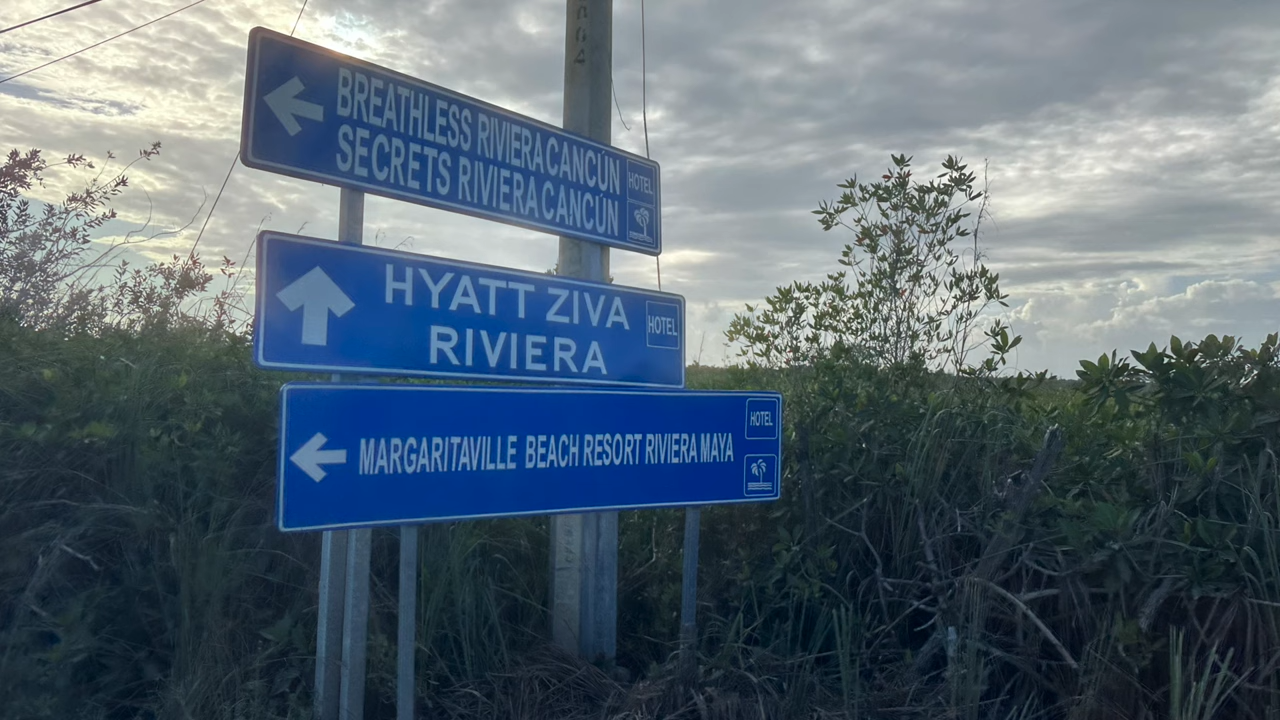 BREATHLESS RIVIERA CANCÚN
SECRETS RIVIERA CANCÚN
HOTEL
HYATT ZIVA
RIVIERA
HOTEL
MARGARITAVILLE BEACH RESORT RIVIERA MAYA
HOTEL